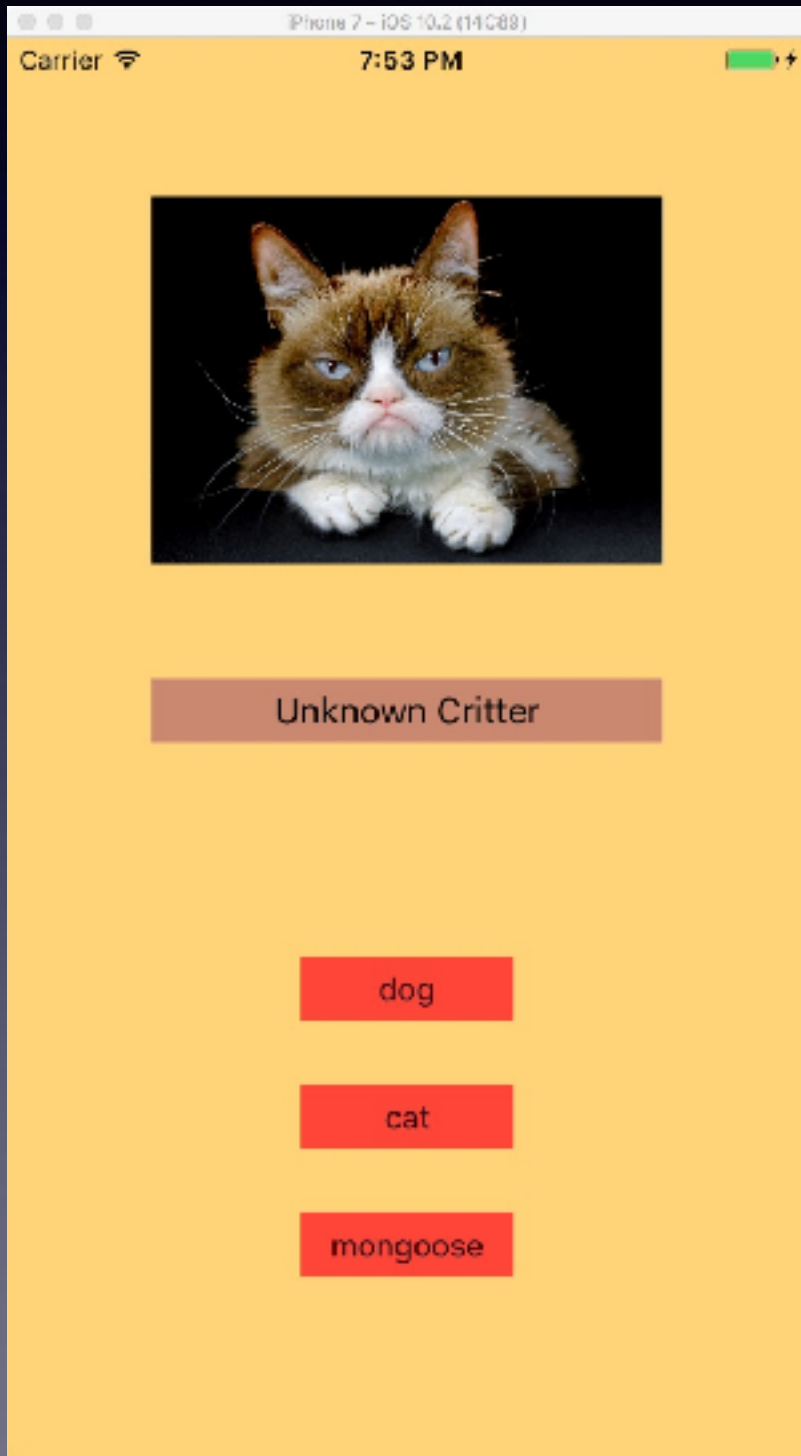 iPhone 7 – iOS 10.2 (14C89)
Carrier 7:53 PM
Unknown Critter
dog
cat
mongoose